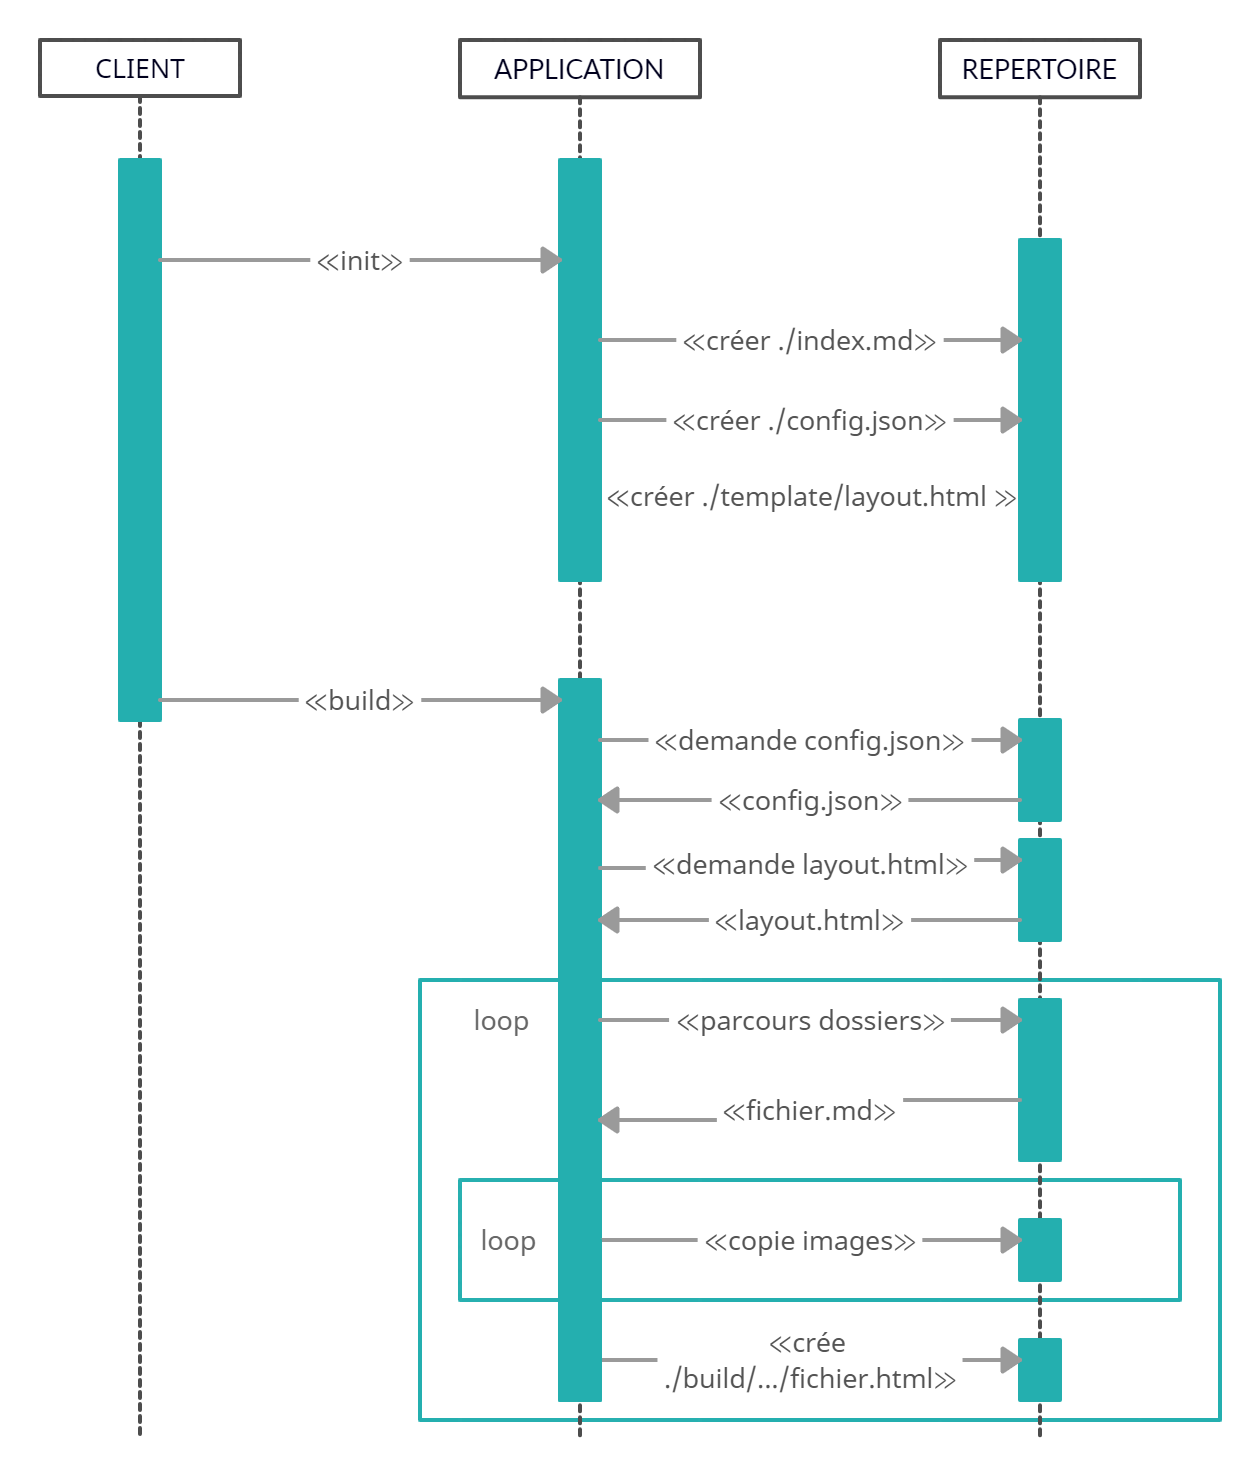 CLIENT
APPLICATION
REPERTOIRE
≪init≫
≪créer ./index.md≫
≪créer ./config.json≫
≪créer ./template/layout.html ≫
≪build≫
≪demande config.json≫
≪config.json≫
≪demande layout.html≫
≪layout.html≫
loop
≪parcours dossiers≫
≪fichier.md≫
loop
≪copie images≫
≪crée
./build/.../fichier.html≫